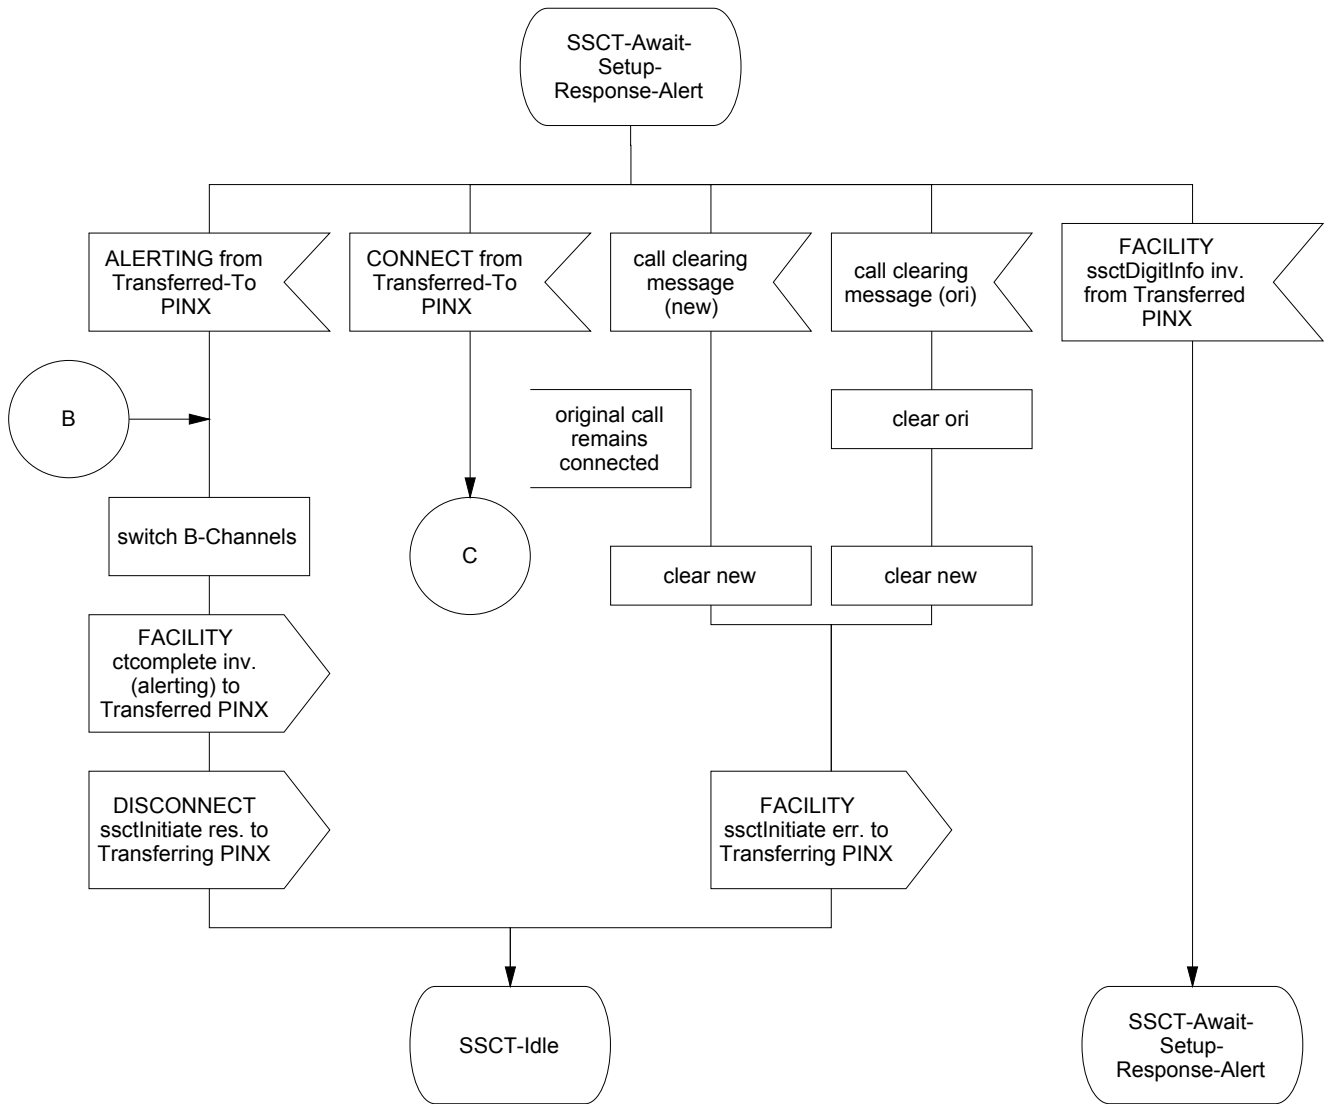 SSCT-Await-
Setup-
Response-Alert
ALERTING from
Transferred-To
PINX
CONNECT from
Transferred-To
PINX
call clearing
message
(new)
call clearing
message (ori)
FACILITY
ssctDigitInfo inv.
from Transferred
PINX
B
original call
remains
connected
clear ori
switch B-Channels
C
clear new
clear new
FACILITY
ctcomplete inv.
(alerting) to
Transferred PINX
DISCONNECT
ssctInitiate res. to
Transferring PINX
FACILITY
ssctInitiate err. to
Transferring PINX
SSCT-Idle
SSCT-Await-
Setup-
Response-Alert